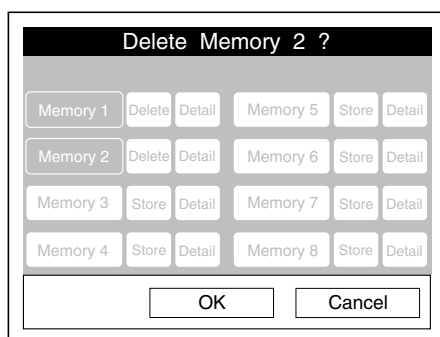 Delete Memory 2 ?
Memory 1 Delete Detail Memory 5 Store Detail
Memory 2 Delete Detail Memory 6 Store Detail
Memory 3 Store Detail Memory 7 Store Detail
Memory 4 Store Detail Memory 8 Store Detail
OK Cancel